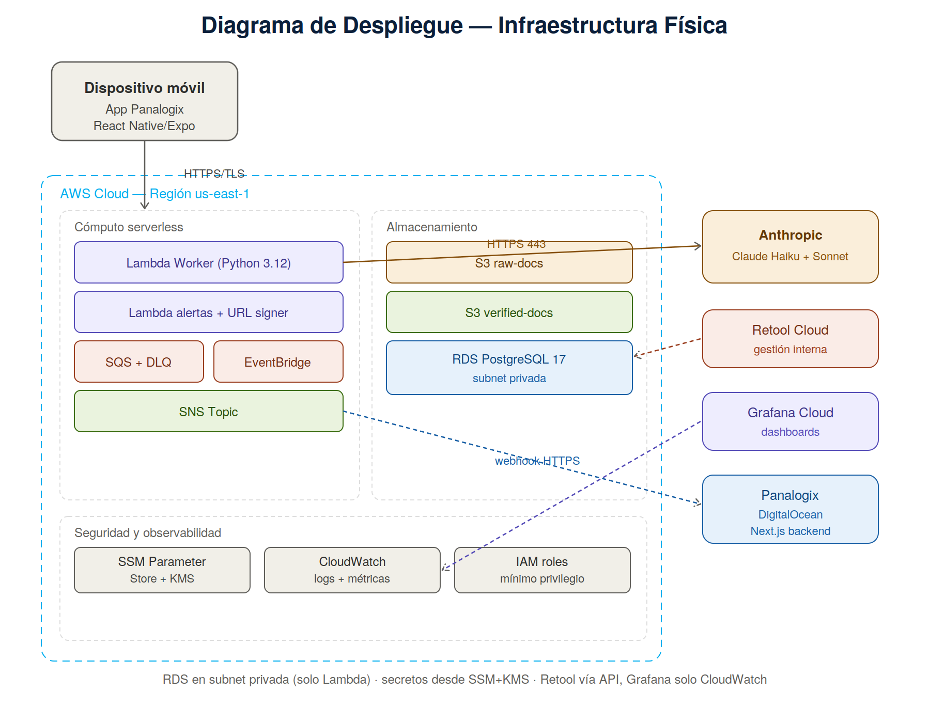 Diagrama de Despliegue — Infraestructura Física
Dispositivo móvil
App Panalogix
React Native/Expo
HTTPS/TLS
AWS Cloud — Región us-east-1
Cómputo serverless
Lambda Worker (Python 3.12)
Lambda alertas + URL signer
SQS + DLQ
EventBridge
SNS Topic
Almacenamiento
HTTPS 443
S3 raw-docs
S3 verified-docs
RDS PostgreSQL 17
subnet privada
webhook HTTPS
Anthropic
Claude Haiku + Sonnet
Retool Cloud
gestión interna
Grafana Cloud
dashboards
Panalogix
DigitalOcean
Next.js backend
Seguridad y observabilidad
SSM Parameter
Store + KMS
CloudWatch
logs + métricas
IAM roles
mínimo privilegio
RDS en subnet privada (solo Lambda) · secretos desde SSM+KMS · Retool vía API, Grafana solo CloudWatch